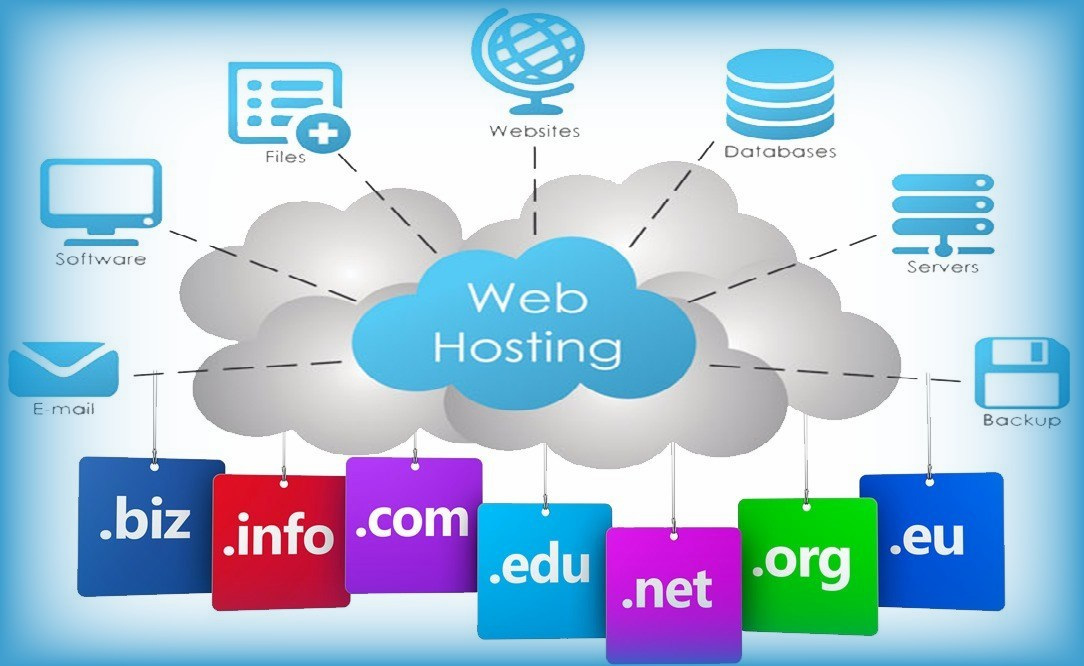 Websites
Files
Databases
Software
Servers
Web
Hosting
E-mail
Backup
.biz
.info
.com
.edu
.net
.org
.eu